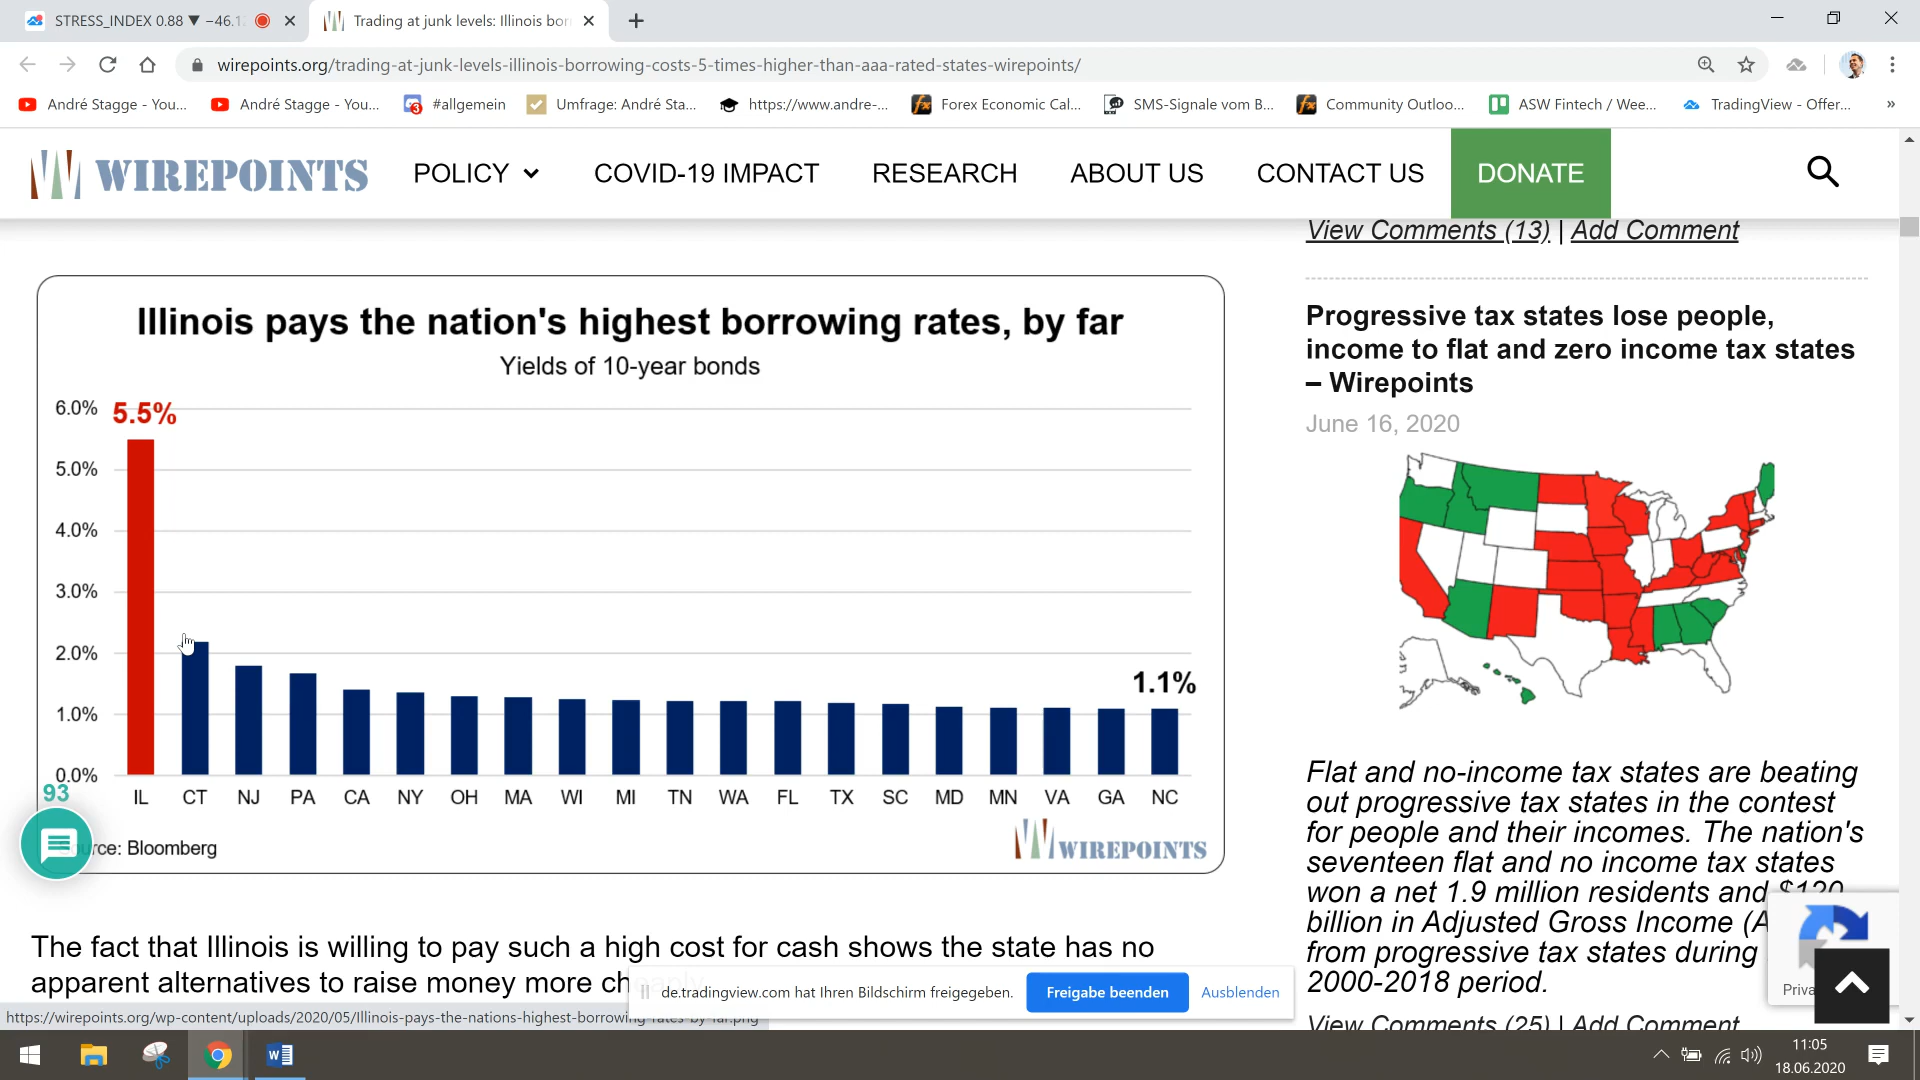 STRESS_INDEX 0.88 ▼ −46.1
Trading at junk levels: Illinois bor
wirepoints.org/trading-at-junk-levels-illinois-borrowing-costs-5-times-higher-than-aaa-rated-states-wirepoints/
André Stagge - You...
André Stagge - You...
3
#allgemein
Umfrage: André Sta...
https://www.andre-...
Forex Economic Cal...
SMS-Signale vom B...
Community Outloo...
ASW Fintech / Wee...
TradingView - Offer...
»
WIREPOINTS
POLICY
COVID-19 IMPACT
RESEARCH
ABOUT US
CONTACT US
DONATE
View Comments (13) | Add Comment
Illinois pays the nation's highest borrowing rates, by far
Yields of 10-year bonds
6.0%
5.0%
4.0%
3.0%
2.0%
1.0%
0.0%
5.5%
1.1%
IL CT NJ PA CA NY OH MA WI MI TN WA FL TX SC MD MN VA GA NC
93
rce: Bloomberg
WIREPOINTS
The fact that Illinois is willing to pay such a high cost for cash shows the state has no
apparent alternatives to raise money more
Progressive tax states lose people,
income to flat and zero income tax states
– Wirepoints
June 16, 2020
Flat and no-income tax states are beating
out progressive tax states in the contest
for people and their incomes. The nation's
seventeen flat and no income tax states
won a net 1.9 million residents and $120
billion in Adjusted Gross Income (A
from progressive tax states during
2000-2018 period.
View Comments (25) | Add Comment
Priva
de.tradingview.com hat Ihren Bildschirm freigegeben.
Freigabe beenden
Ausblenden
https://wirepoints.org/wp-content/uploads/2020/05/Illinois-pays-the-nations-highest-borrowing-rates-by-far.png
W
11:05
18.06.2020